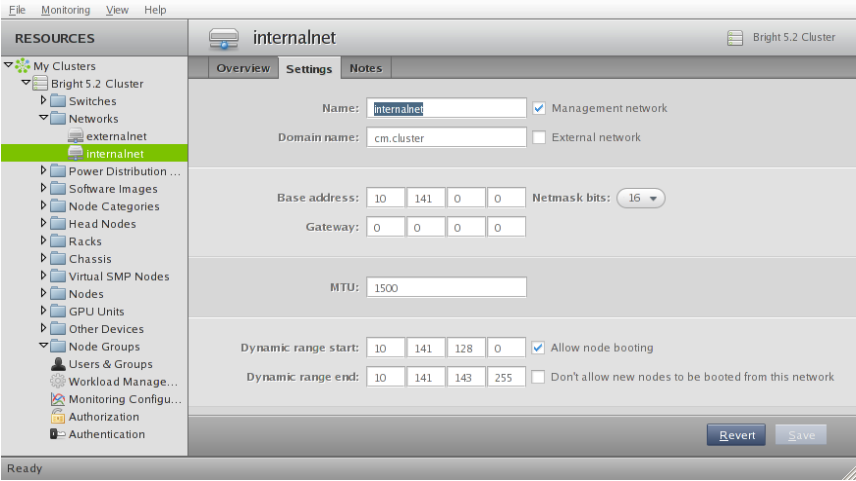 File Monitoring View Help
RESOURCES
internalnet
Bright 5.2 Cluster
My Clusters
Bright 5.2 Cluster
Switches
Networks
externalnet
internalnet
Power Distribution ...
Software Images
Node Categories
Head Nodes
Racks
Chassis
Virtual SMP Nodes
Nodes
GPU Units
Other Devices
Node Groups
Users & Groups
Workload Manage...
Monitoring Configu...
Authorization
Authentication
Overview Settings Notes
Name: internalnet Management network
Domain name: cm.cluster External network
Base address: 10 141 0 0 Netmask bits: 16
Gateway: 0 0 0 0
MTU: 1500
Dynamic range start: 10 141 128 0 Allow node booting
Dynamic range end: 10 141 143 255 Don't allow new nodes to be booted from this network
Revert Save
Ready